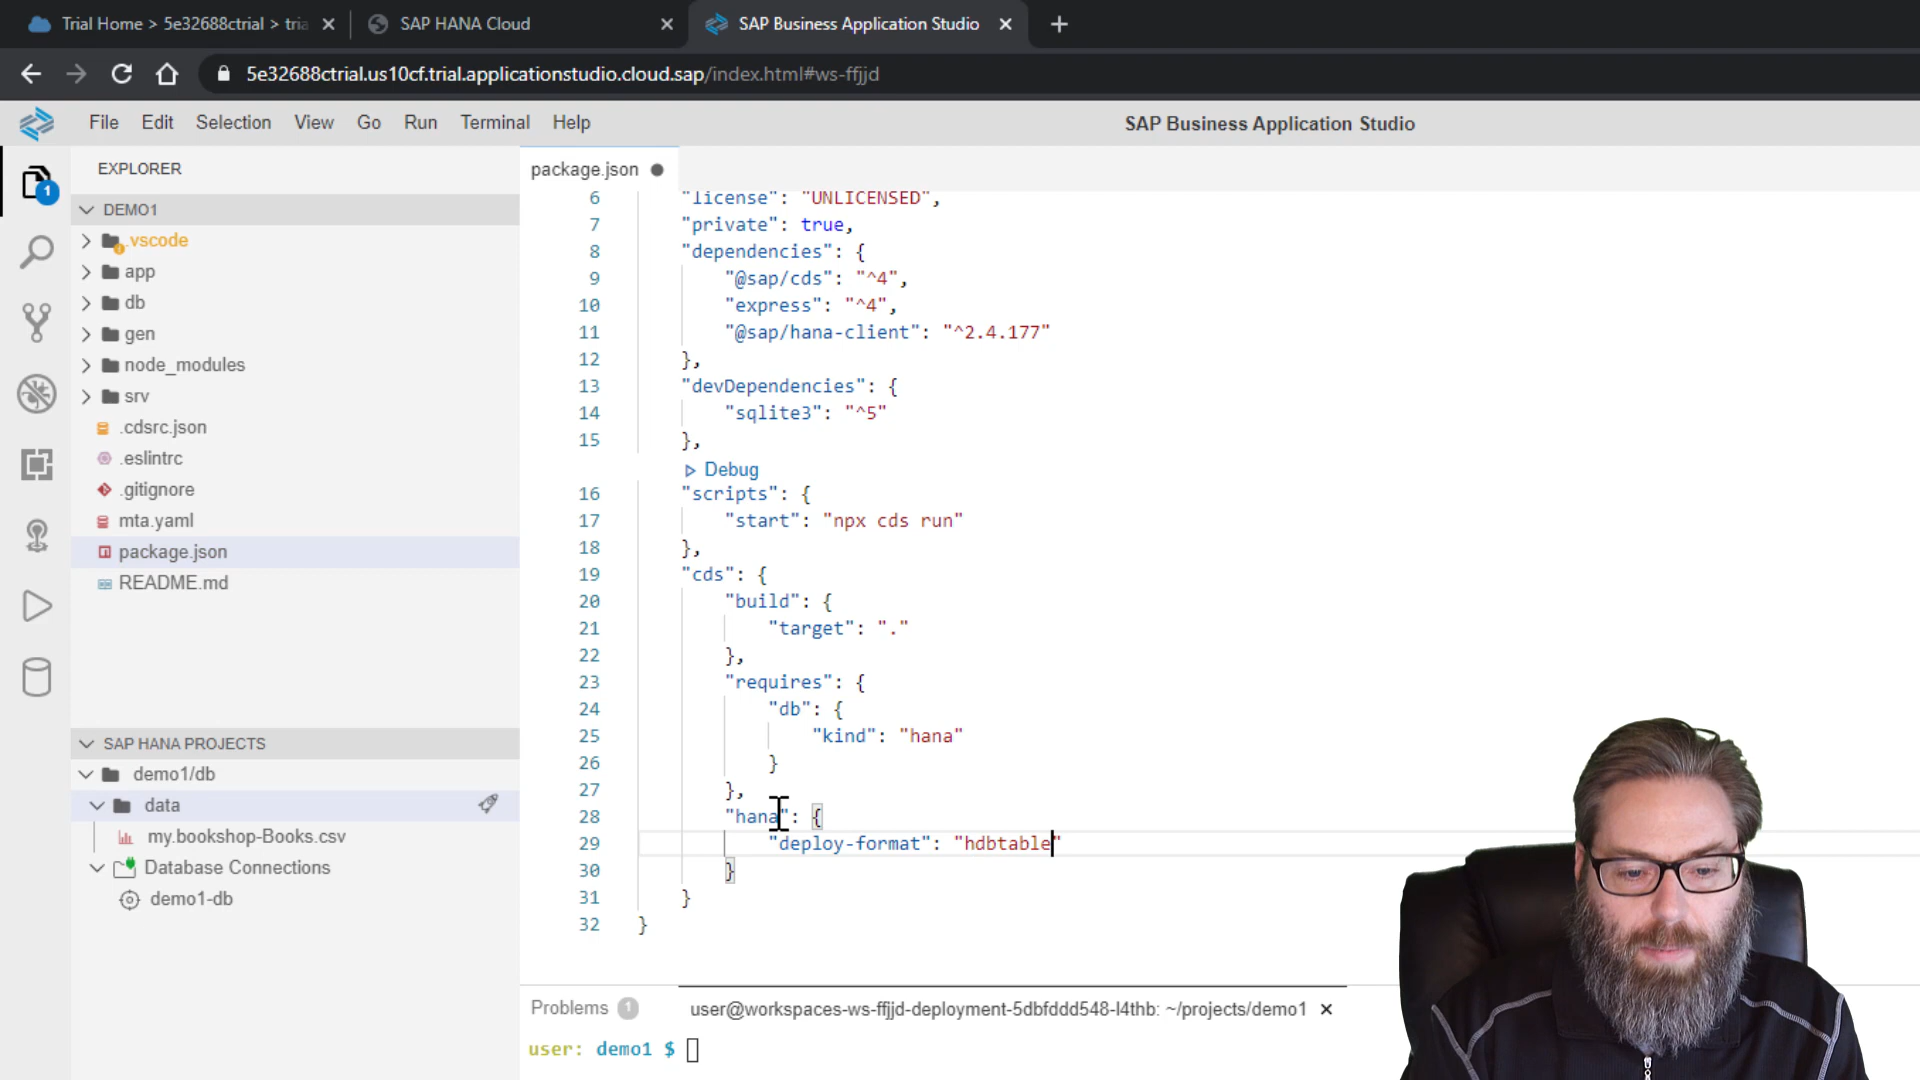 Trial Home > 5e32688ctrial > tria
SAP HANA Cloud
SAP Business Application Studio
5e32688ctrial.us10cf.trial.applicationstudio.cloud.sap/index.html#ws-ffjjd
File Edit Selection View Go Run Terminal Help
SAP Business Application Studio
EXPLORER
1
DEMO1
.vscode
app
db
gen
node_modules
srv
.cdsrc.json
.eslintrc
.gitignore
mta.yaml
package.json
README.md
SAP HANA PROJECTS
demo1/db
data
my.bookshop-Books.csv
Database Connections
demo1-db
package.json
6 "license": "UNLICENSED",
7 "private": true,
8 "dependencies": {
9 "@sap/cds": "^4",
10 "express": "^4",
11 "@sap/hana-client": "^2.4.177"
12 },
13 "devDependencies": {
14 "sqlite3": "^5"
15 },
Debug
16 "scripts": {
17 "start": "npx cds run"
18 },
19 "cds": {
20 "build": {
21 "target": "."
22 },
23 "requires": {
24 "db": {
25 "kind": "hana"
26 }
27 },
28 "hana": {
29 "deploy-format": "hdbtable"
30 }
31 }
32 }
Problems 1
user@workspaces-ws-ffjjd-deployment-5dbfddd548-l4thb: ~/projects/demo1
user: demo1 $